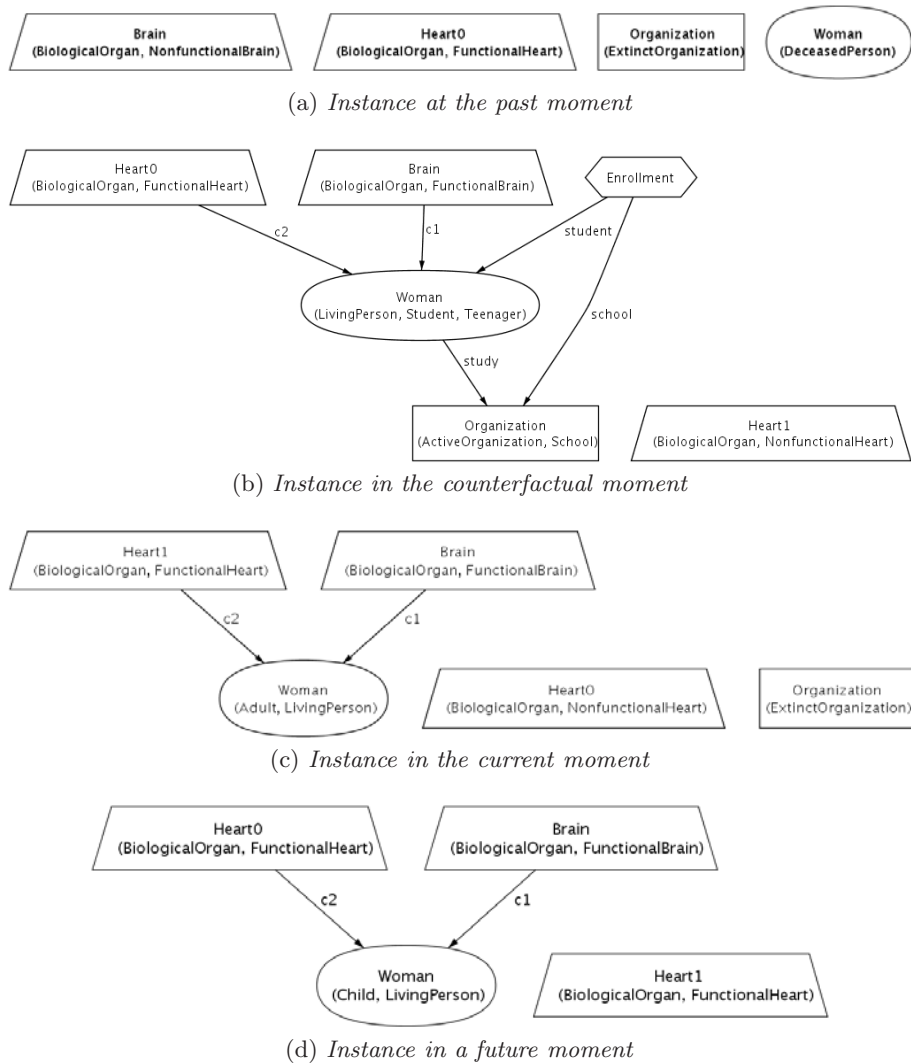 Brain
(BiologicalOrgan, NonfunctionalBrain)
Heart0
(BiologicalOrgan, FunctionalHeart)
Organization
(ExtinctOrganization)
Woman
(DeceasedPerson)
(a) Instance at the past moment
Heart0
(BiologicalOrgan, FunctionalHeart)
Brain
(BiologicalOrgan, FunctionalBrain)
Enrollment
c2
c1
student
Woman
(LivingPerson, Student, Teenager)
school
study
Organization
(ActiveOrganization, School)
Heart1
(BiologicalOrgan, NonfunctionalHeart)
(b) Instance in the counterfactual moment
Heart1
(BiologicalOrgan, FunctionalHeart)
Brain
(BiologicalOrgan, FunctionalBrain)
c2
c1
Woman
(Adult, LivingPerson)
Heart0
(BiologicalOrgan, NonfunctionalHeart)
Organization
(ExtinctOrganization)
(c) Instance in the current moment
Heart0
(BiologicalOrgan, FunctionalHeart)
Brain
(BiologicalOrgan, FunctionalBrain)
c2
c1
Woman
(Child, LivingPerson)
Heart1
(BiologicalOrgan, FunctionalHeart)
(d) Instance in a future moment